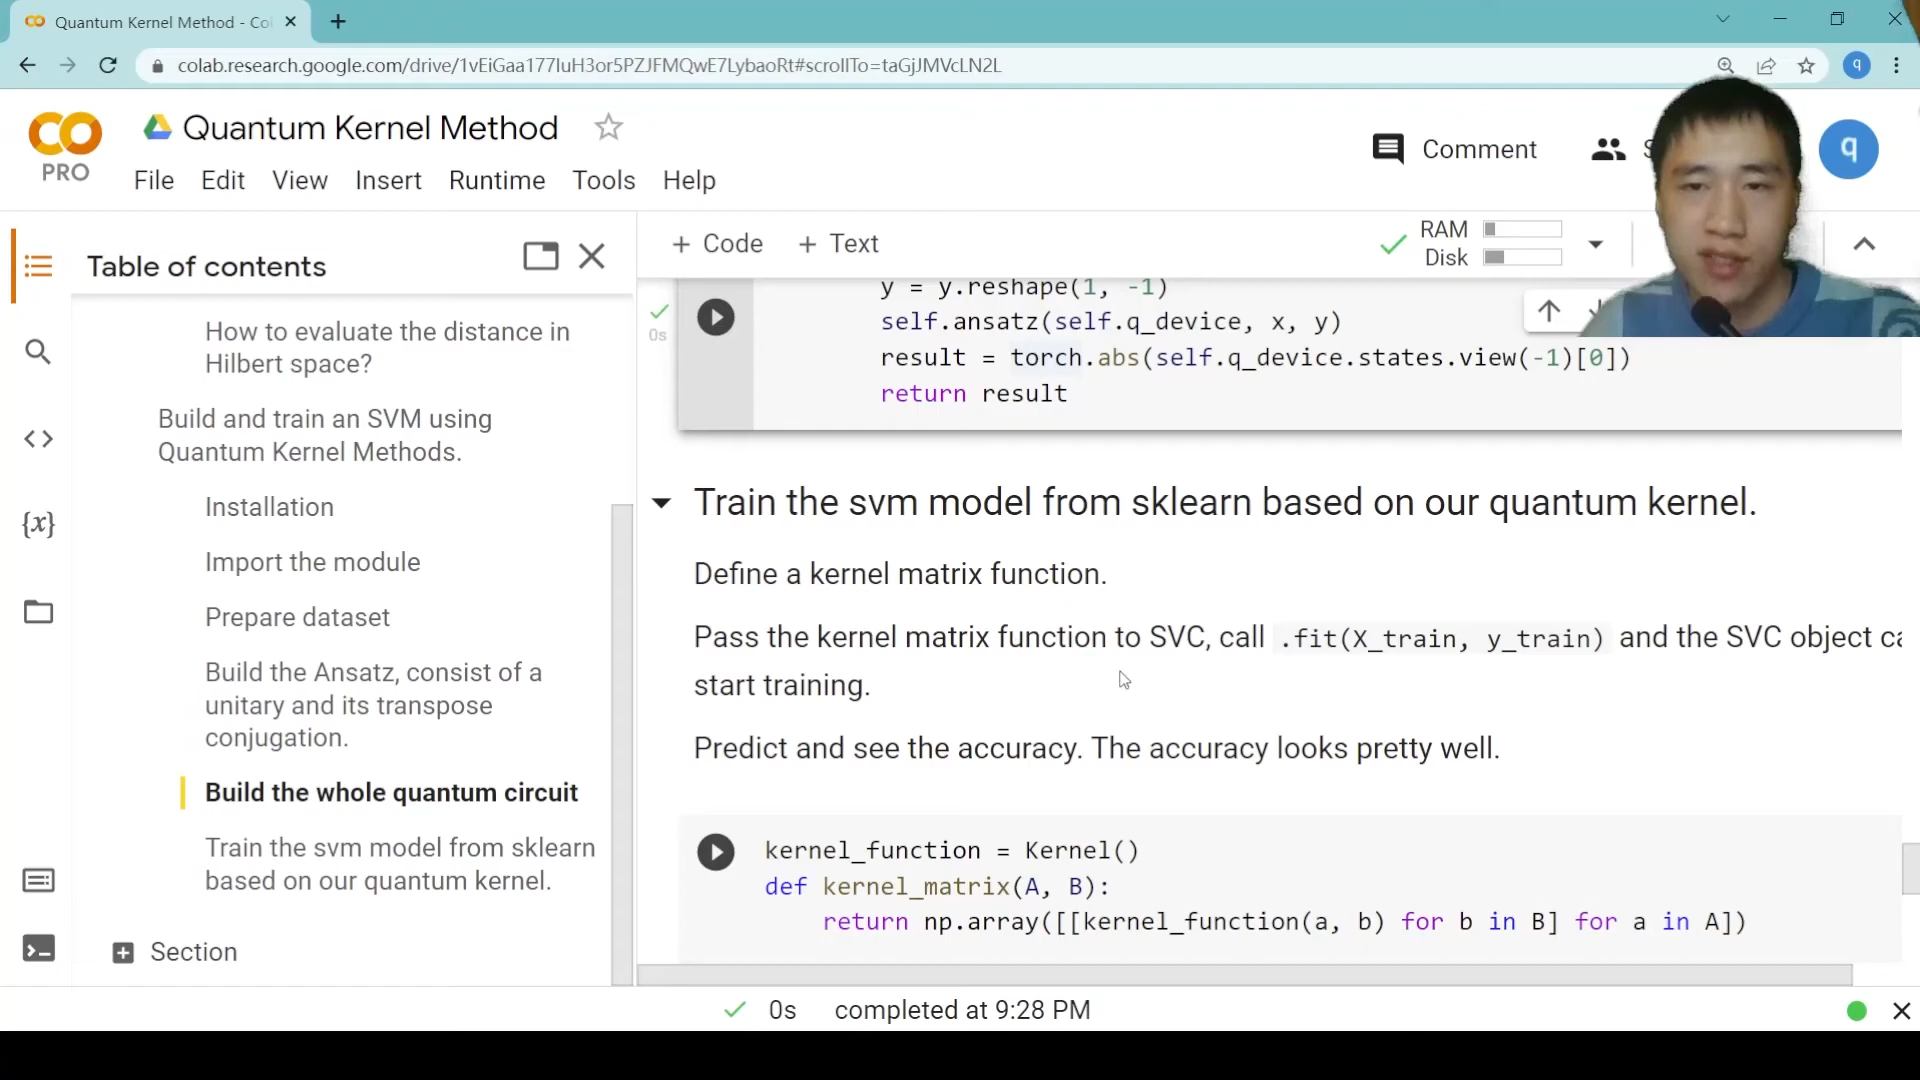 Quantum Kernel Method - Co
colab.research.google.com/drive/1vEiGaa177IuH3or5PZJFMQwE7LybaoRt#scrollTo=taGjJMVcLN2L
q
PRO
Quantum Kernel Method
File Edit View Insert Runtime Tools Help
Comment
q
Table of contents
How to evaluate the distance in
Hilbert space?
Build and train an SVM using
Quantum Kernel Methods.
Installation
Import the module
Prepare dataset
Build the Ansatz, consist of a
unitary and its transpose
conjugation.
Build the whole quantum circuit
Train the svm model from sklearn
based on our quantum kernel.
Section
+ Code + Text
RAM
Disk
0s
y = y.reshape(1, -1)
self.ansatz(self.q_device, x, y)
result = torch.abs(self.q_device.states.view(-1)[0])
return result
Train the svm model from sklearn based on our quantum kernel.
Define a kernel matrix function.
Pass the kernel matrix function to SVC, call .fit(X_train, y_train) and the SVC object ca
start training.
Predict and see the accuracy. The accuracy looks pretty well.
kernel_function = Kernel()
def kernel_matrix(A, B):
return np.array([[kernel_function(a, b) for b in B] for a in A])
0s completed at 9:28 PM